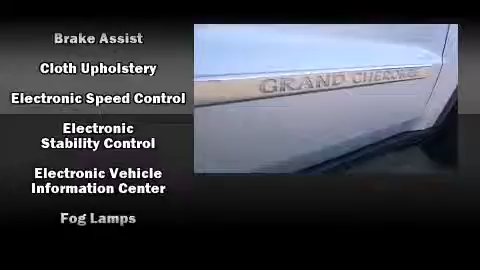 Brake Assist
Cloth Upholstery
Electronic Speed Control
Electronic
Stability Control
Electronic Vehicle
Information Center
Fog Lamps
GRAND CHEROKEE